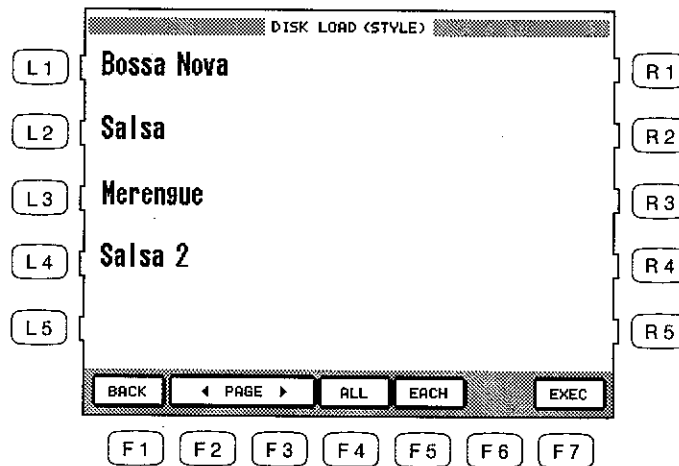 DISK LOAD (STYLE)
L1 Bossa Nova R1
L2 Salsa R2
L3 Merengue R3
L4 Salsa 2 R4
L5 R5
BACK ◄ PAGE ► ALL EACH EXEC
F1 F2 F3 F4 F5 F6 F7